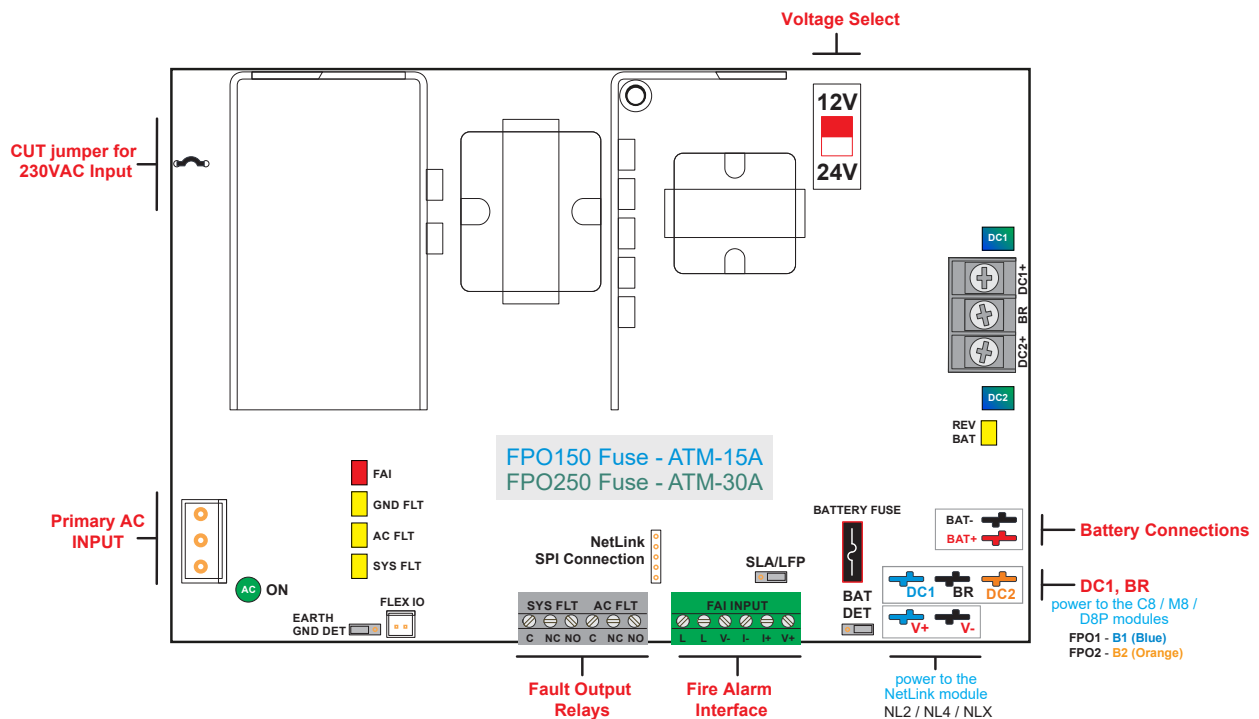 Voltage Select
12V
24V
CUT jumper for
230VAC Input
DC1
DC1+
BR
DC2+
DC2
REV
BAT
FPO150 Fuse - ATM-15A
FPO250 Fuse - ATM-30A
FAI
GND FLT
AC FLT
SYS FLT
Primary AC
INPUT
AC
ON
EARTH
GND DET
FLEX IO
NetLink
SPI Connection
SLA/LFP
BATTERY FUSE
BAT
DET
BAT-
BAT+
Battery Connections
DC1
BR
DC2
V+
V-
DC1, BR
power to the C8 / M8 /
D8P modules
FPO1 - B1 (Blue)
FPO2 - B2 (Orange)
SYS FLT AC FLT
C NC NO C NC NO
FAI INPUT
L L V- I- I+ V+
Fault Output
Relays
Fire Alarm
Interface
power to the
NetLink module
NL2 / NL4 / NLX